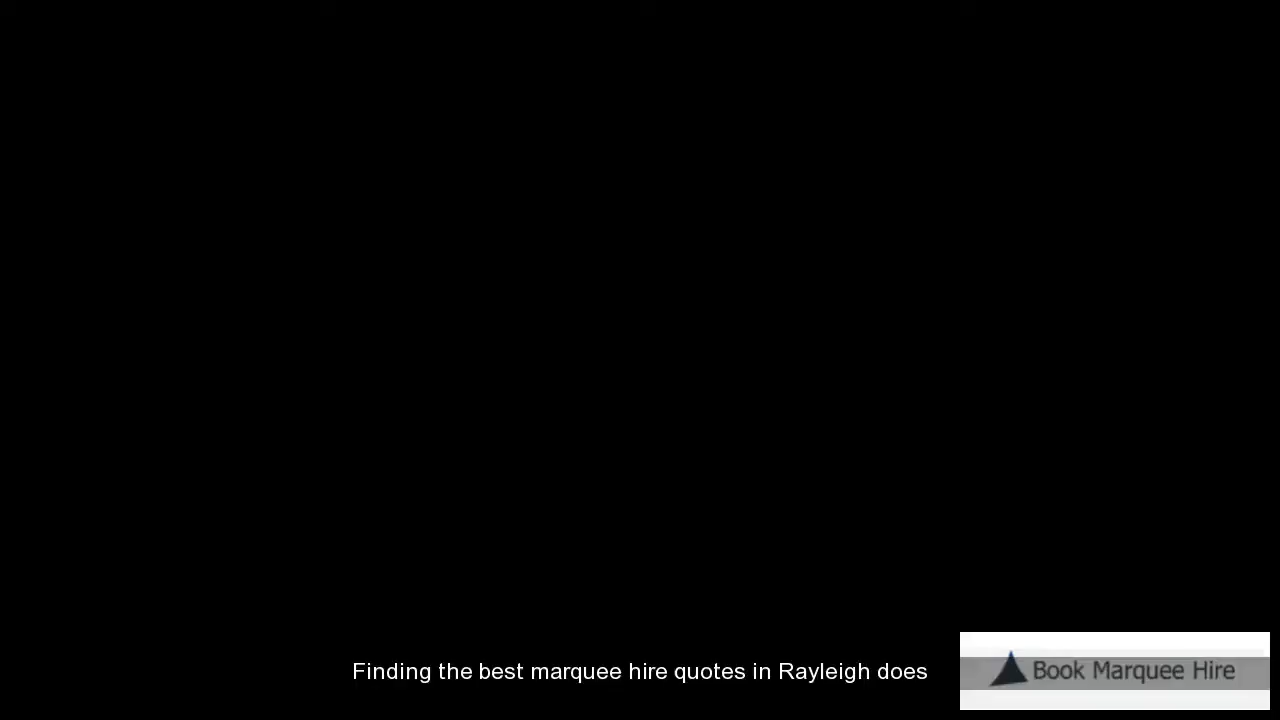 Finding the best marquee hire quotes in Rayleigh does
Book Marquee Hire